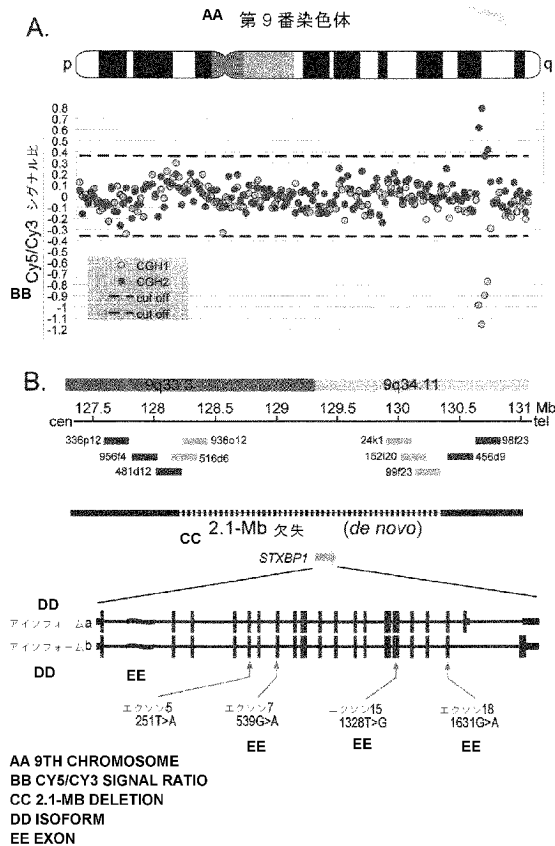 A.
AA 第9番染色体
p q
0.8
0.7
0.6
0.5
0.4
0.3
0.2
0.1
0
-0.1
-0.2
-0.3
-0.4
-0.5
-0.6
-0.7
-0.8
-0.9
-1
-1.1
-1.2
Cy5/Cy3 シグナル比
BB
CGH1
CGH2
cut off
cut off
B.
9q34.11
127.5 128 128.5 129 129.5 130 130.5 131 Mb
cen tel
336p12 936o12 24k1 98f23
956f4 516d6 152l20 456d9
481d12 99f23
CC 2.1-Mb 欠失 (de novo)
STXBP1
DD
アイソフォームa
アイソフォームb
DD EE
エクソン5 エクソン7 エクソン15 エクソン18
251T>A 539G>A 1328T>G 1631G>A
EE EE EE
AA 9TH CHROMOSOME
BB CY5/CY3 SIGNAL RATIO
CC 2.1-MB DELETION
DD ISOFORM
EE EXON